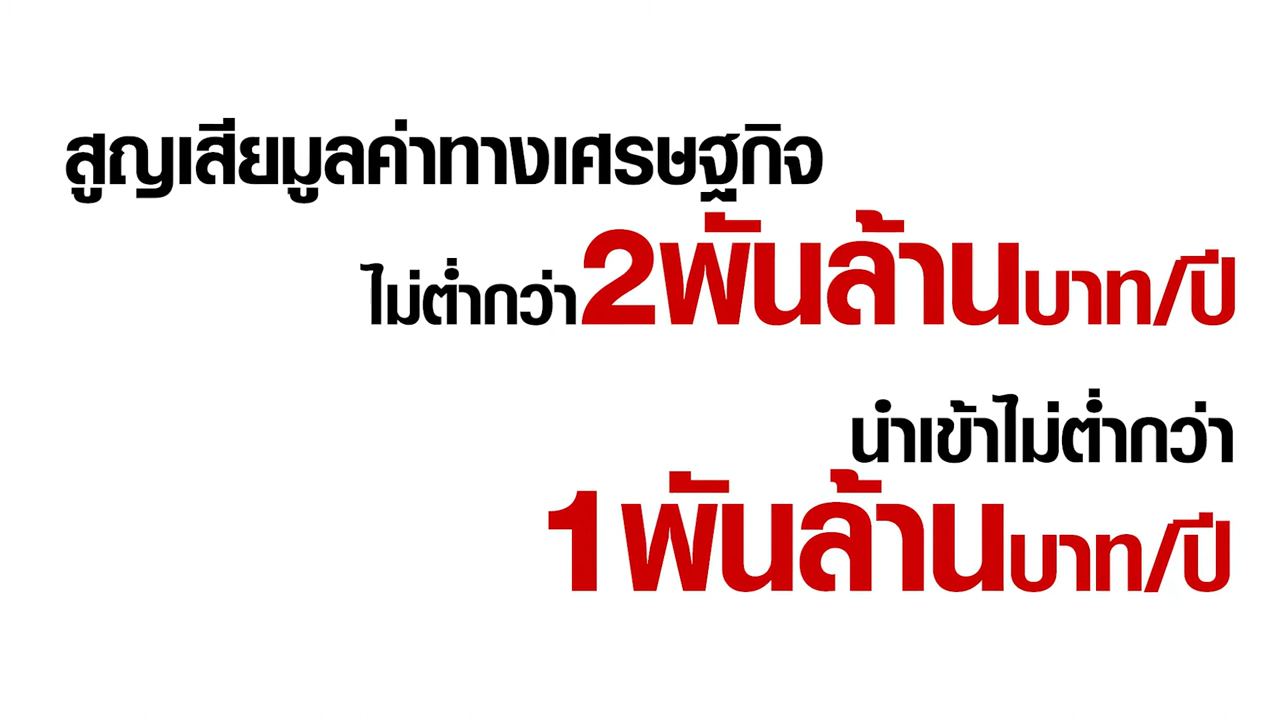 สูญเสียมูลค่าทางเศรษฐกิจ
ไม่ต่ำกว่า2พันล้านบาท/ปี
นำเข้าไม่ต่ำกว่า
1พันล้านบาท/ปี